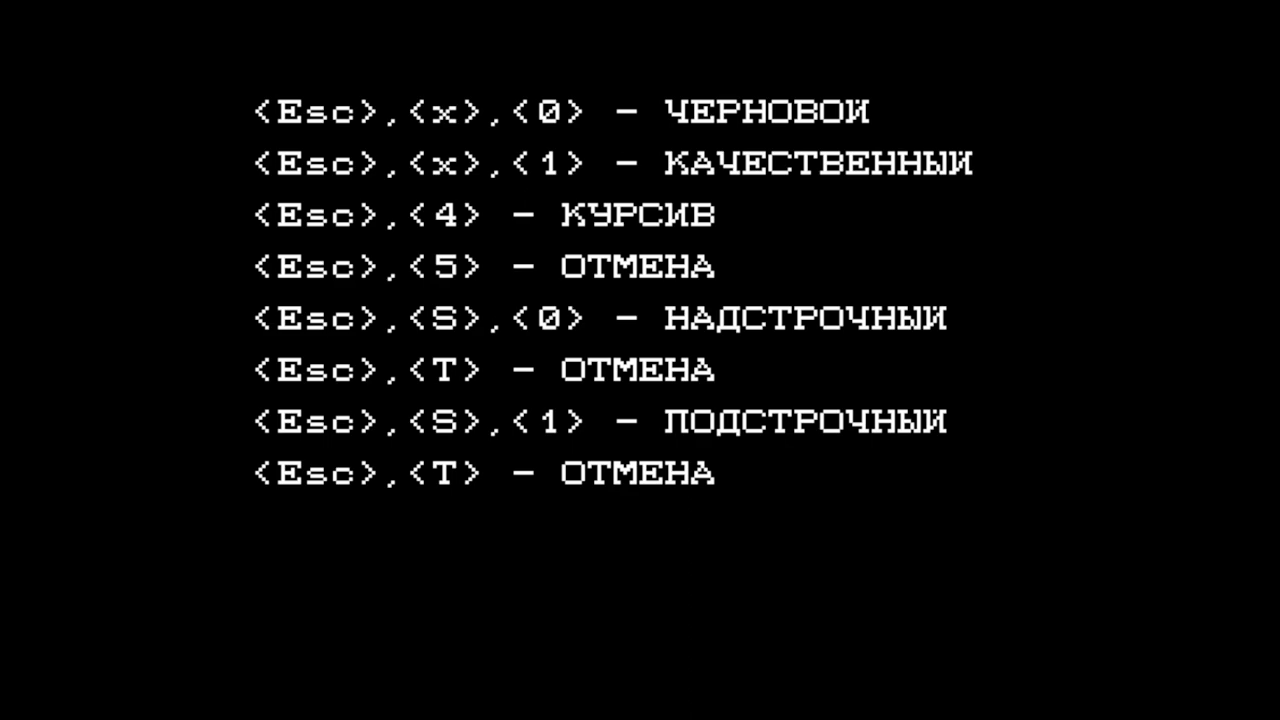 <Esc>,<x>,<0> – ЧЕРНОВОЙ
<Esc>,<x>,<1> – КАЧЕСТВЕННЫЙ
<Esc>,<4> – КУРСИВ
<Esc>,<5> – ОТМЕНА
<Esc>,<S>,<0> – НАДСТРОЧНЫЙ
<Esc>,<T> – ОТМЕНА
<Esc>,<S>,<1> – ПОДСТРОЧНЫЙ
<Esc>,<T> – ОТМЕНА